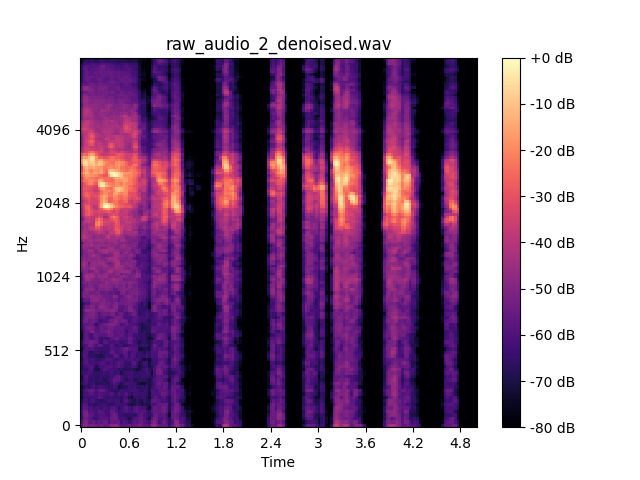 raw_audio_2_denoised.wav
+0 dB
4096
-10 dB
-20 dB
2048
-30 dB
Hz
-40 dB
1024
-50 dB
512
-60 dB
-70 dB
0
-80 dB
0 0.6 1.2 1.8 2.4 3 3.6 4.2 4.8
Time